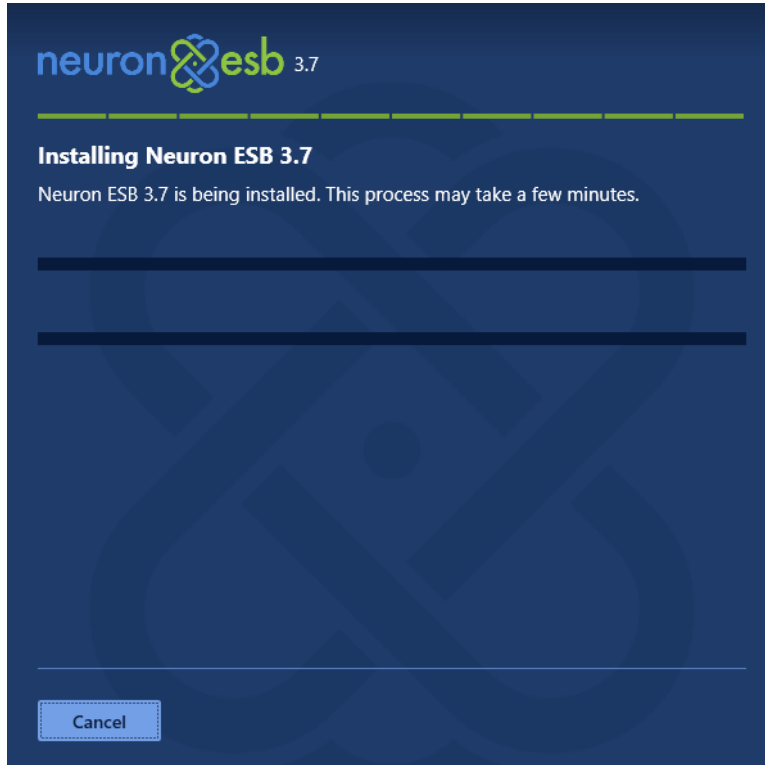 neuron esb 3.7
Installing Neuron ESB 3.7
Neuron ESB 3.7 is being installed. This process may take a few minutes.
Cancel